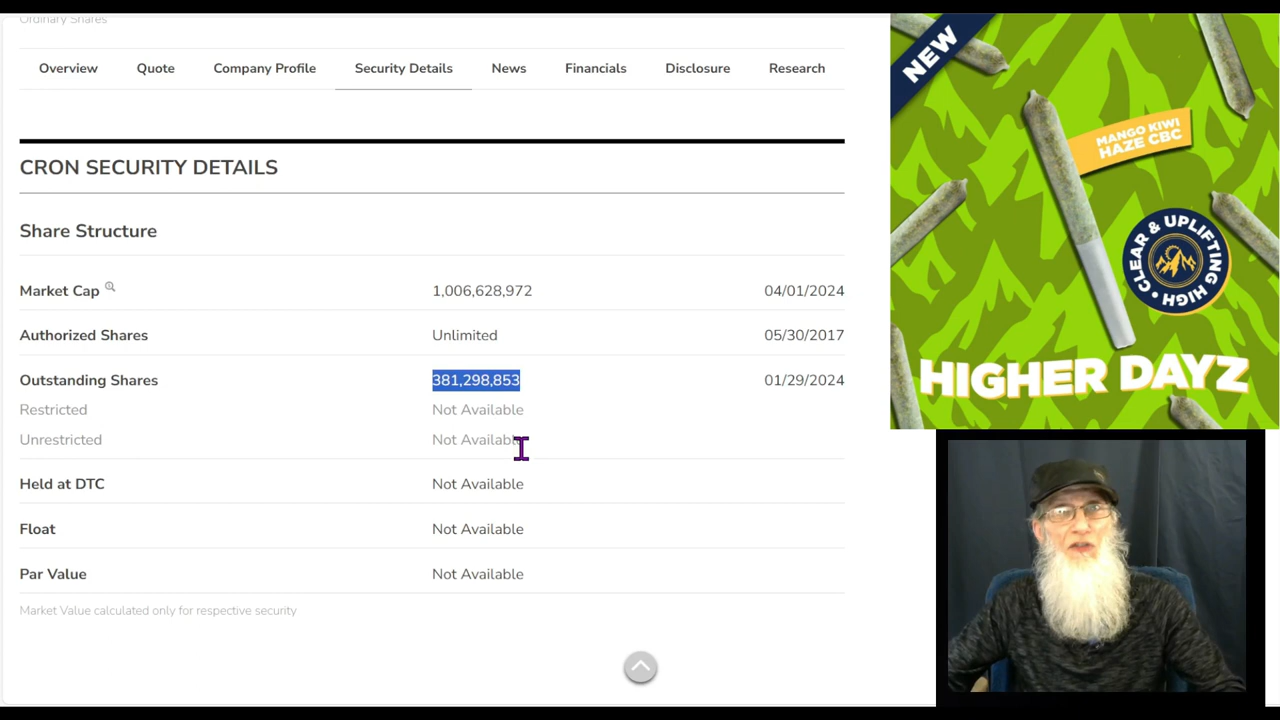 Ordinary Shares
Overview Quote Company Profile Security Details News Financials Disclosure Research
CRON SECURITY DETAILS
Share Structure
Market Cap 1,006,628,972 04/01/2024
Authorized Shares Unlimited 05/30/2017
Outstanding Shares 381,298,853 01/29/2024
Restricted Not Available
Unrestricted Not Available
Held at DTC Not Available
Float Not Available
Par Value Not Available
Market Value calculated only for respective security
NEW
MANGO KIWI
HAZE CBC
CLEAR & UPLIFTING
HIGH
HIGHER DAYZ